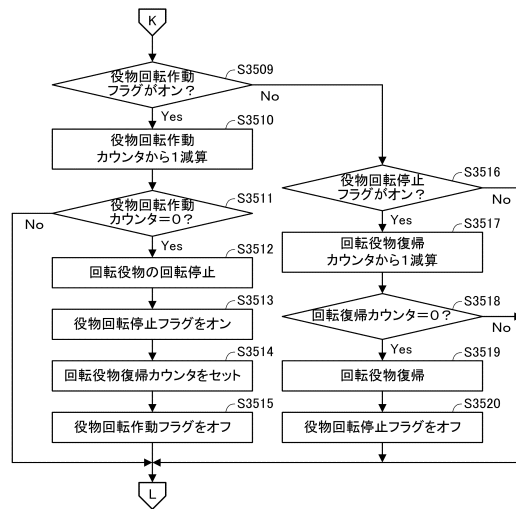 K
役物回転作動
フラグがオン?
S3509
No
Yes
S3510
役物回転作動
カウンタから1減算
役物回転作動
カウンタ=0?
S3511
No
Yes
S3512
回転役物の回転停止
S3513
役物回転停止フラグをオン
S3514
回転役物復帰カウンタをセット
S3515
役物回転作動フラグをオフ
役物回転停止
フラグがオン?
S3516
No
Yes
S3517
回転役物復帰
カウンタから1減算
回転復帰カウンタ=0?
S3518
No
Yes
S3519
回転役物復帰
S3520
役物回転停止フラグをオフ
L